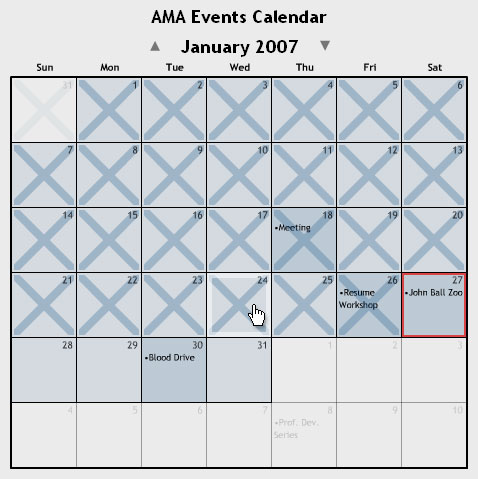 AMA Events Calendar
▲ January 2007 ▼
Sun Mon Tue Wed Thu Fri Sat
31 1 2 3 4 5 6
7 8 9 10 11 12 13
14 15 16 17 18 19 20
•Meeting
21 22 23 24 25 26 27
•Resume Workshop
•John Ball Zoo
28 29 30 31 1 2 3
•Blood Drive
4 5 6 7 8 9 10
•Prof. Dev.
Series